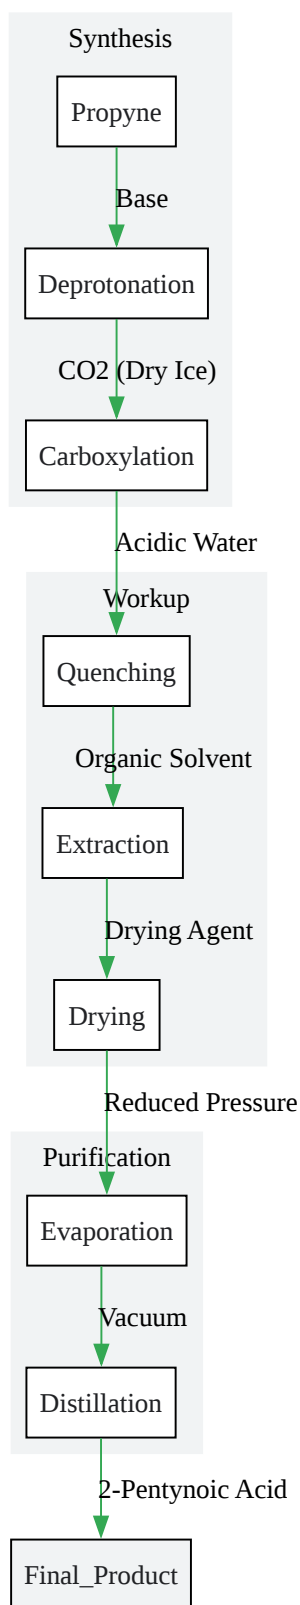 Synthesis
Propyne
Base
Deprotonation
CO2 (Dry Ice)
Carboxylation
Acidic Water
Workup
Quenching
Organic Solvent
Extraction
Drying Agent
Drying
Reduced Pressure
Purification
Evaporation
Vacuum
Distillation
2-Pentynoic Acid
Final_Product